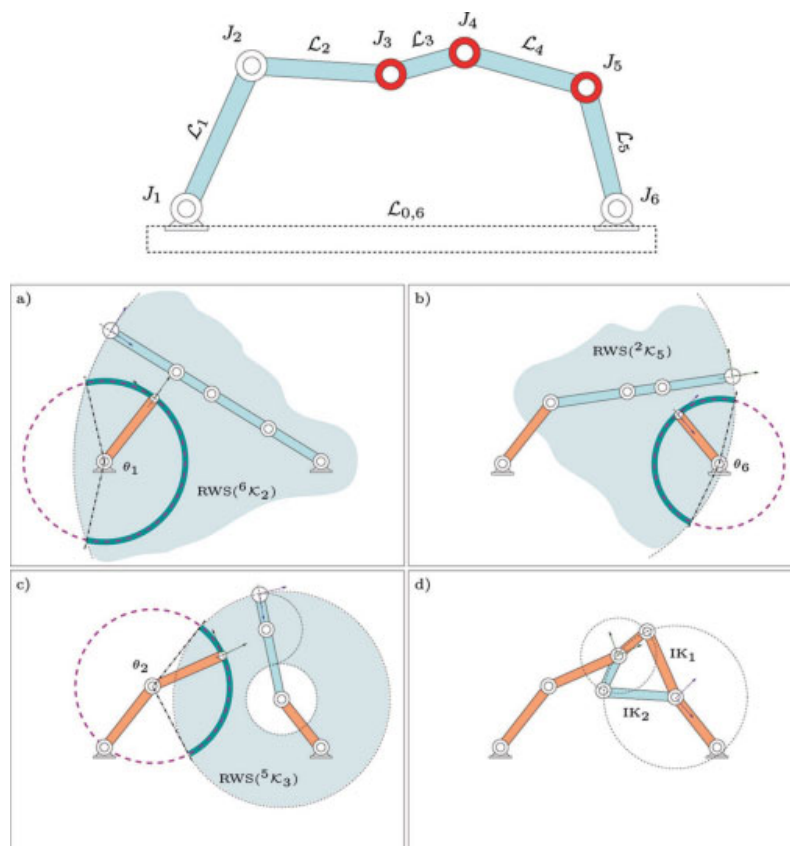 J₄
J₃
ℒ₃
J₂
ℒ₂
ℒ₄
J₅
ℒ₁
ℒ₅
J₁
ℒ₀,₆
J₆
a)
θ₁
RWS(⁶𝒦₂)
b)
RWS(²𝒦₅)
θ₆
c)
θ₂
RWS(⁵𝒦₃)
d)
IK₁
IK₂